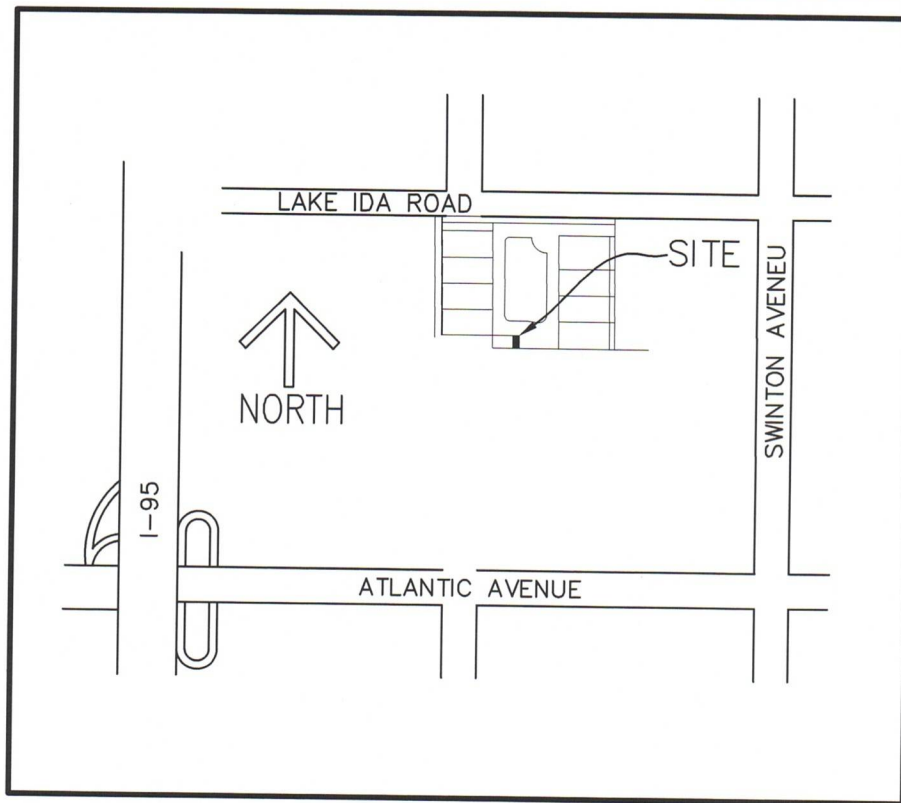 LAKE IDA ROAD
SITE
SWINTON AVENEU
NORTH
I-95
ATLANTIC AVENUE